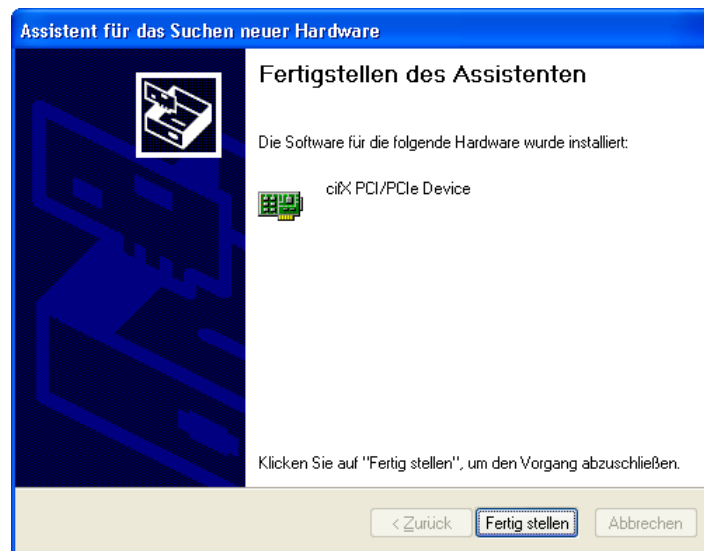 Assistent für das Suchen neuer Hardware
Fertigstellen des Assistenten
Die Software für die folgende Hardware wurde installiert:
cifX PCI/PCIe Device
Klicken Sie auf "Fertig stellen", um den Vorgang abzuschließen.
< Zurück
Fertig stellen
Abbrechen